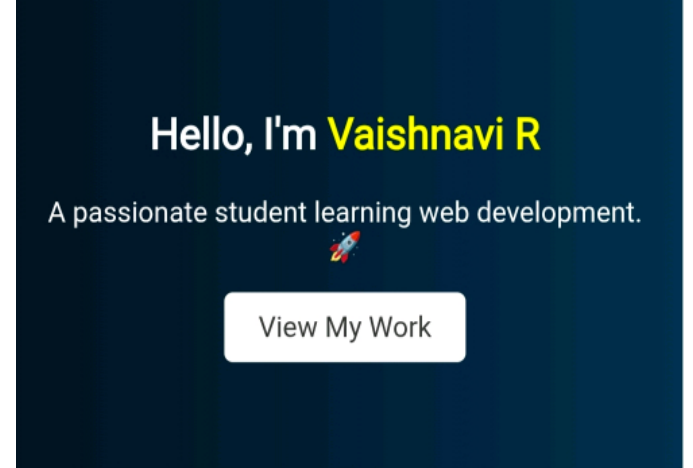 Hello, I'm Vaishnavi R
A passionate student learning web development.
🚀
View My Work